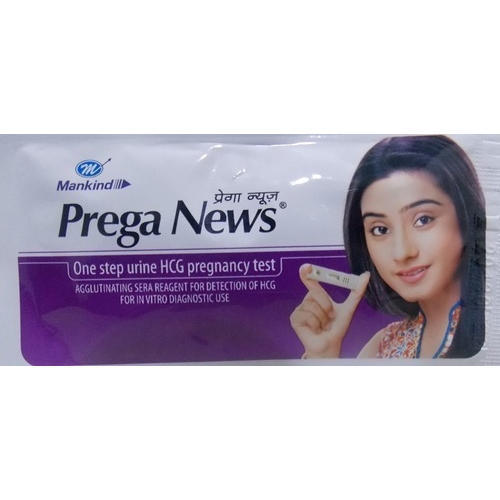 m
Mankind
प्रेगा न्यूज़
Prega News®
One step urine HCG pregnancy test
AGGLUTINATING SERA REAGENT FOR DETECTION OF HCG
FOR IN VITRO DIAGNOSTIC USE